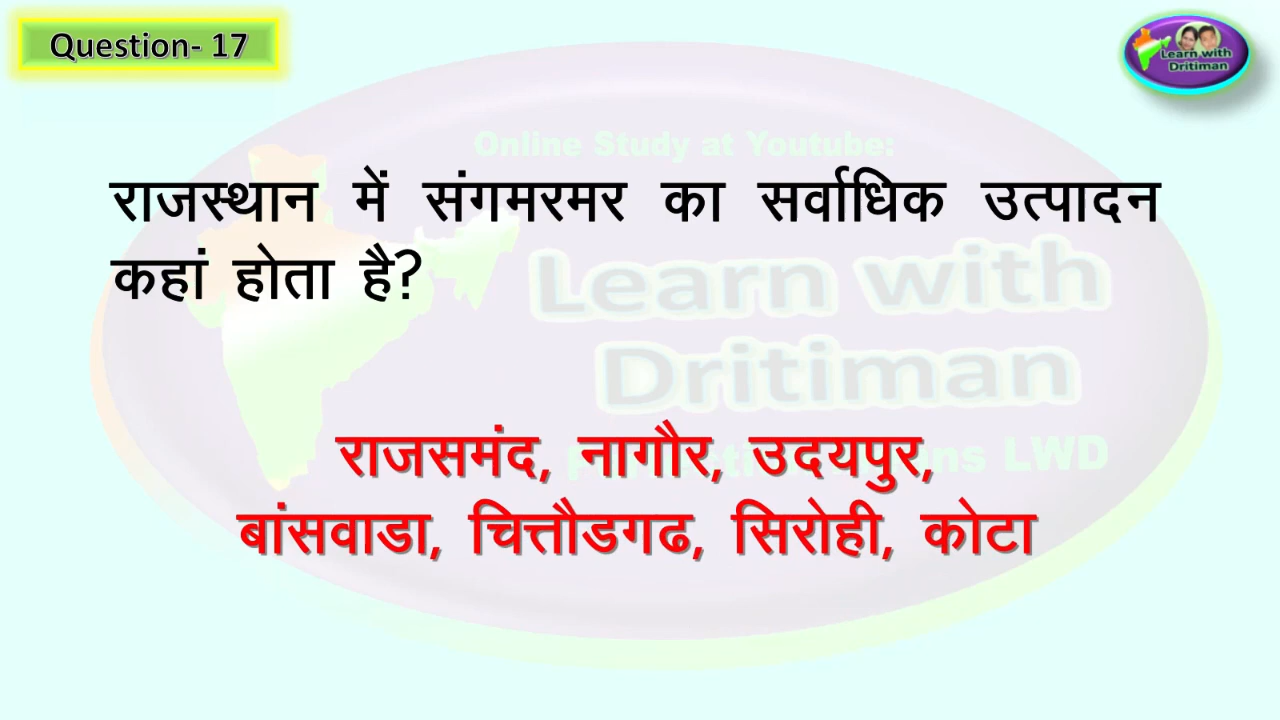 Question- 17
Learn with
Dritiman
Online Study at Youtube:
राजस्थान में संगमरमर का सर्वाधिक उत्पादन
कहां होता है?
Learn with
Dritiman
राजसमंद, नागौर, उदयपुर,
LWD
बांसवाडा, चित्तौडगढ, सिरोही, कोटा